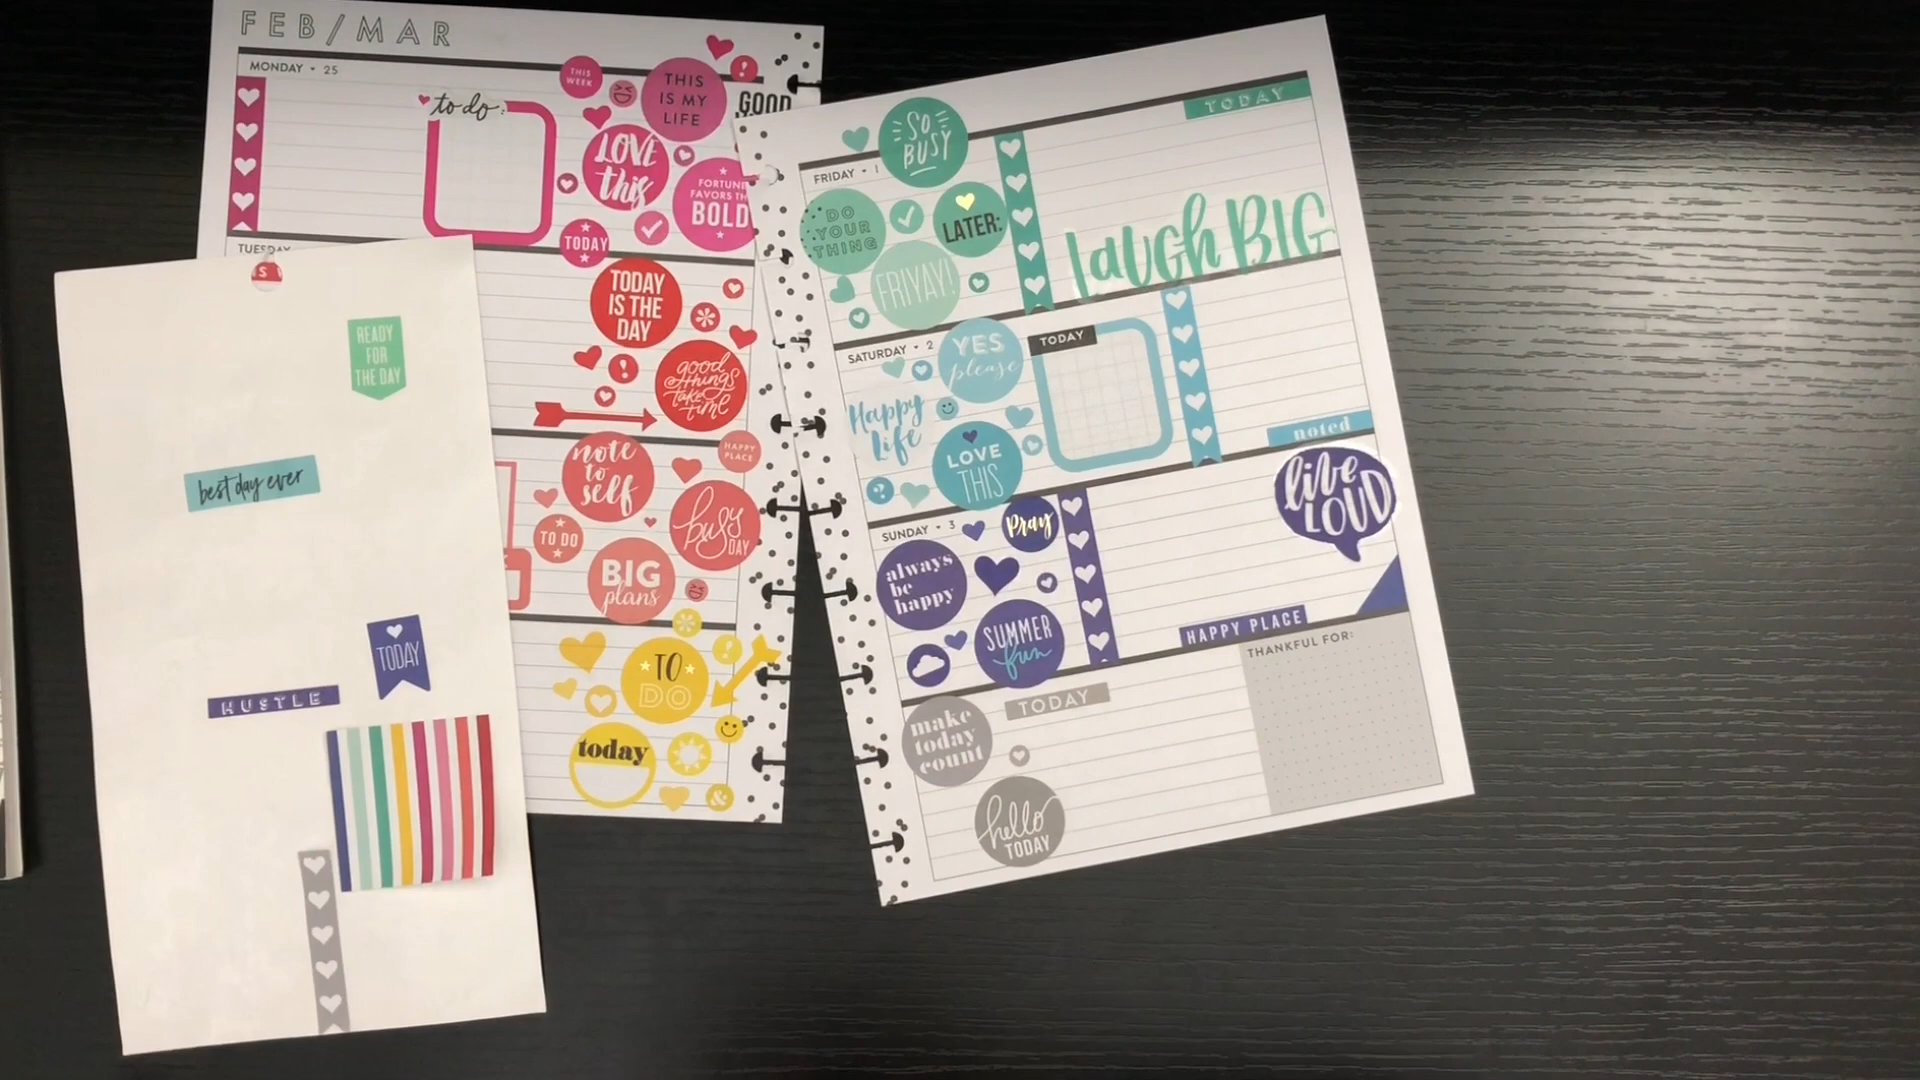 FEB/MAR
MONDAY • 25
to do:
THIS
WEEK
THIS
IS MY
LIFE
GOOD
LOVE
this
FORTUNE
FAVORS THE
BOLD
TODAY
TUESDAY
TODAY
IS THE
DAY
good
things
take
time
note
to
self
HAPPY
PLACE
TO DO
busy
DAY
BIG
plans
TO
DO
today
&
S
READY
FOR
THE DAY
best day ever
TODAY
HUSTLE
TODAY
SO
BUSY
FRIDAY • 1
DO
YOUR
THING
LATER:
FRIYAY!
laugh BIG
SATURDAY • 2
YES
please
TODAY
Happy
Life
LOVE
THIS
?
noted
live
LOUD
SUNDAY • 3
Pray
always
be
happy
SUMMER
fun
HAPPY PLACE
THANKFUL FOR:
make
today
count
TODAY
hello
TODAY